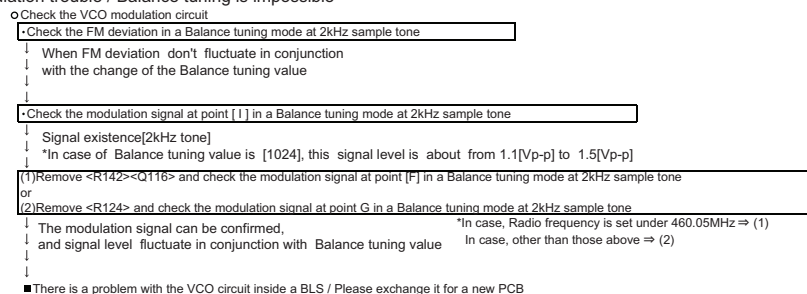 lation trouble / Balance tuning is impossible
○Check the VCO modulation circuit
・Check the FM deviation in a Balance tuning mode at 2kHz sample tone
↓ When FM deviation don't fluctuate in conjunction
↓ with the change of the Balance tuning value
↓
↓
・Check the modulation signal at point [ I ] in a Balance tuning mode at 2kHz sample tone
↓ Signal existence[2kHz tone]
↓ *In case of Balance tuning value is [1024], this signal level is about from 1.1[Vp-p] to 1.5[Vp-p]
↓
(1)Remove <R142><Q116> and check the modulation signal at point [F] in a Balance tuning mode at 2kHz sample tone
or
(2)Remove <R124> and check the modulation signal at point G in a Balance tuning mode at 2kHz sample tone
↓ The modulation signal can be confirmed, *In case, Radio frequency is set under 460.05MHz ⇒ (1)
↓ and signal level fluctuate in conjunction with Balance tuning value In case, other than those above ⇒ (2)
↓
↓
■There is a problem with the VCO circuit inside a BLS / Please exchange it for a new PCB